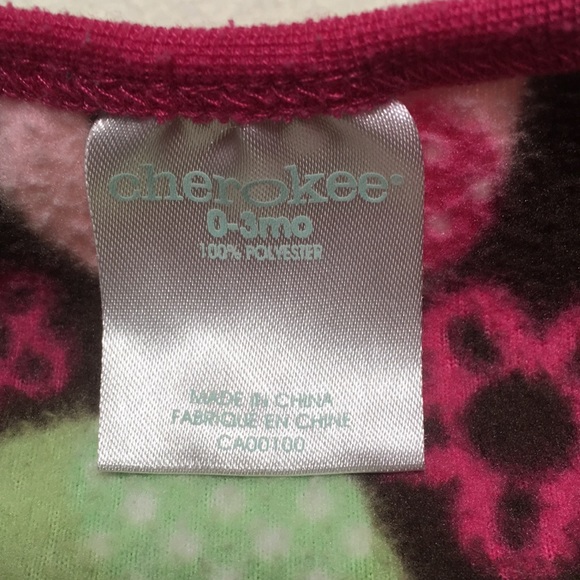 cherokee®
0-3mo
100% POLYESTER
MADE IN CHINA
FABRIQUE EN CHINE
CA00100